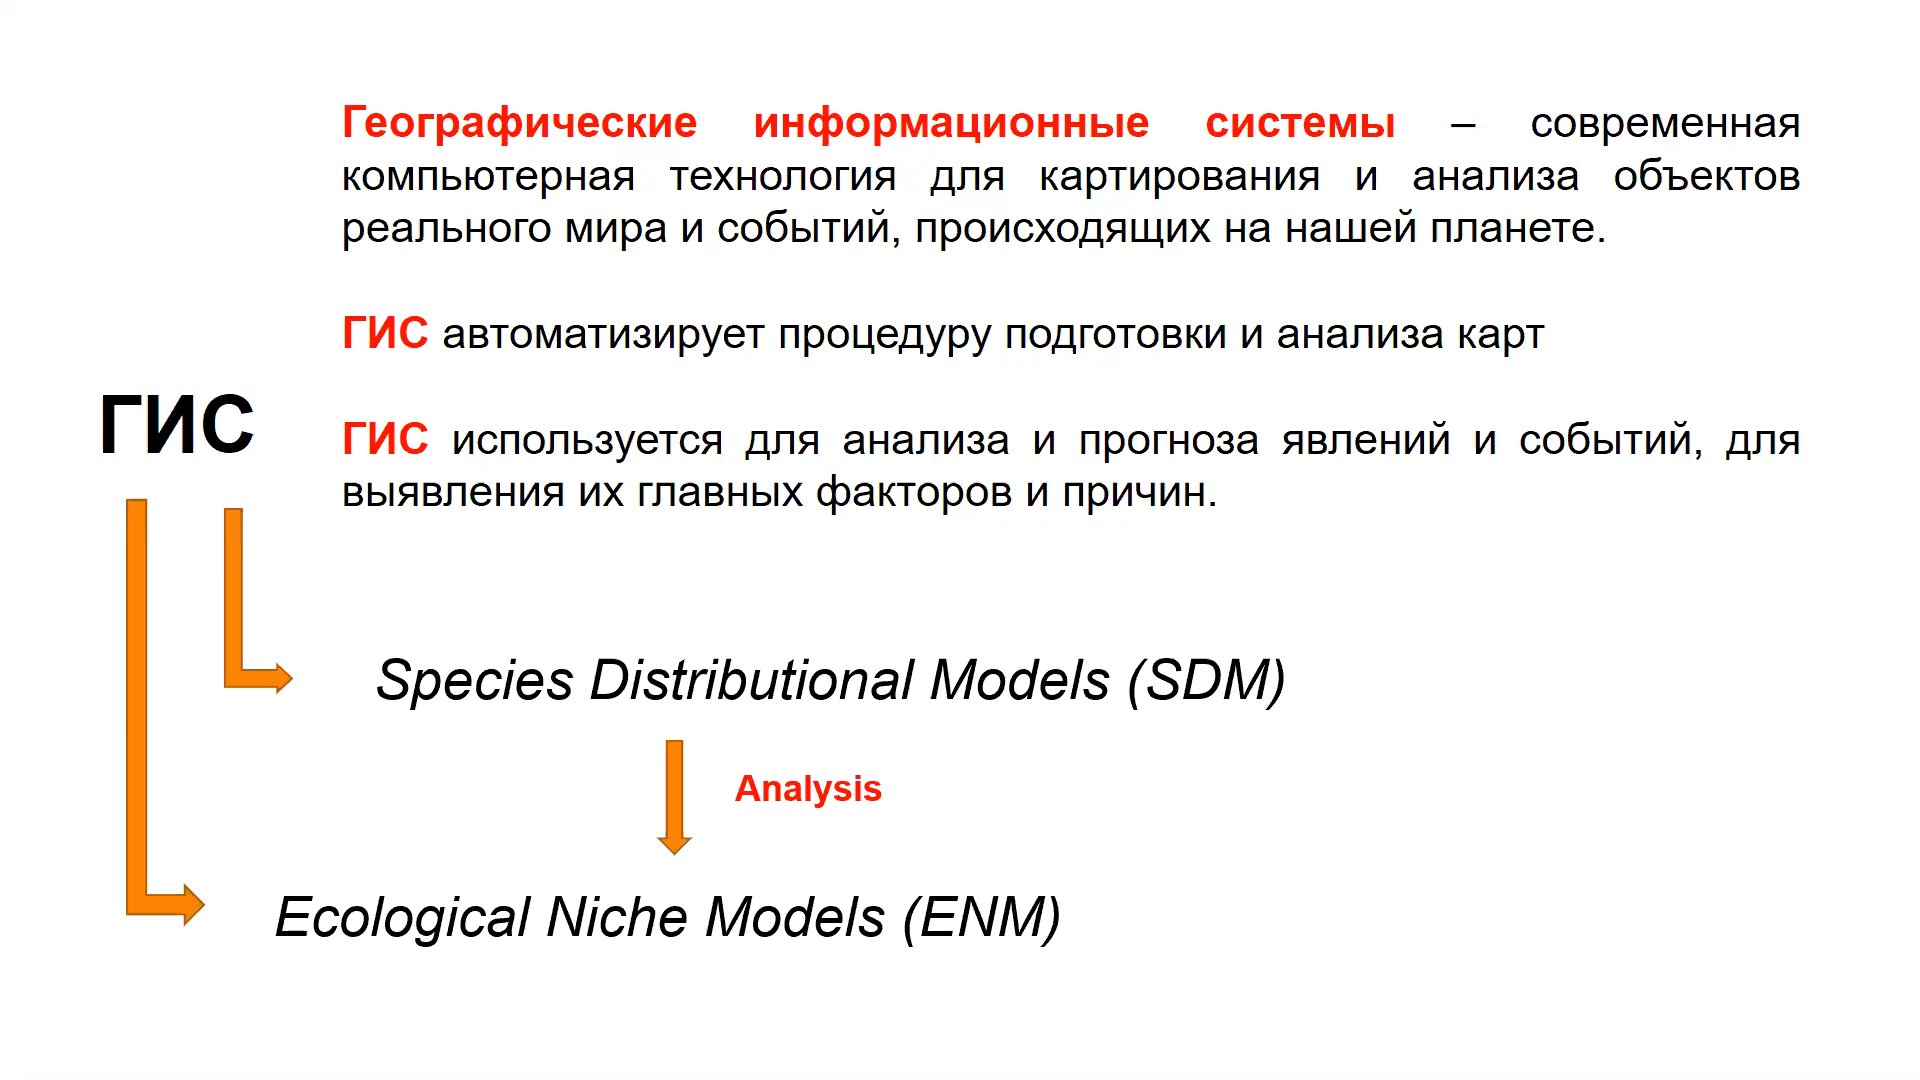 Географические информационные системы – современная
компьютерная технология для картирования и анализа объектов
реального мира и событий, происходящих на нашей планете.
ГИС автоматизирует процедуру подготовки и анализа карт
ГИС
ГИС используется для анализа и прогноза явлений и событий, для
выявления их главных факторов и причин.
Species Distributional Models (SDM)
Analysis
Ecological Niche Models (ENM)